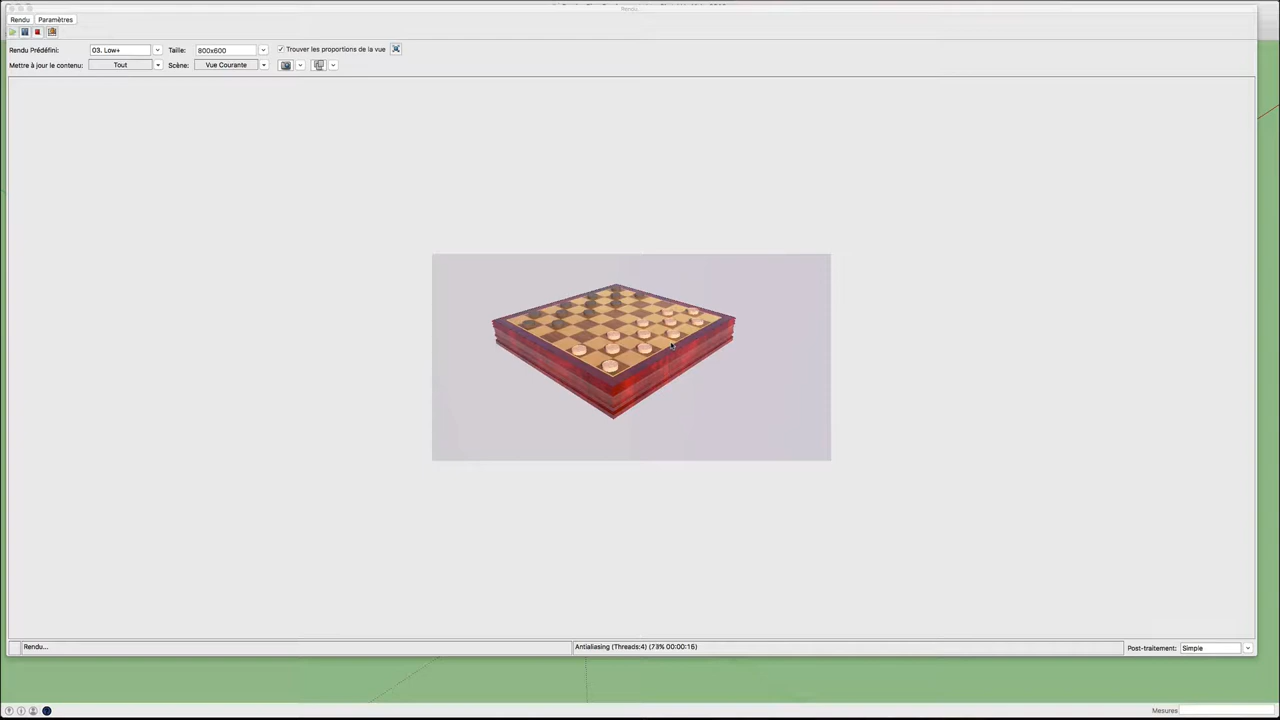 Rendu
Rendu Paramètres
Rendu Prédéfini: 03. Low+ Taille: 800x600 Trouver les proportions de la vue
Mettre à jour le contenu: Tout Scène: Vue Courante
Rendu... Antialiasing (Threads:4) (73% 00:00:16) Post-traitement: Simple
Mesures